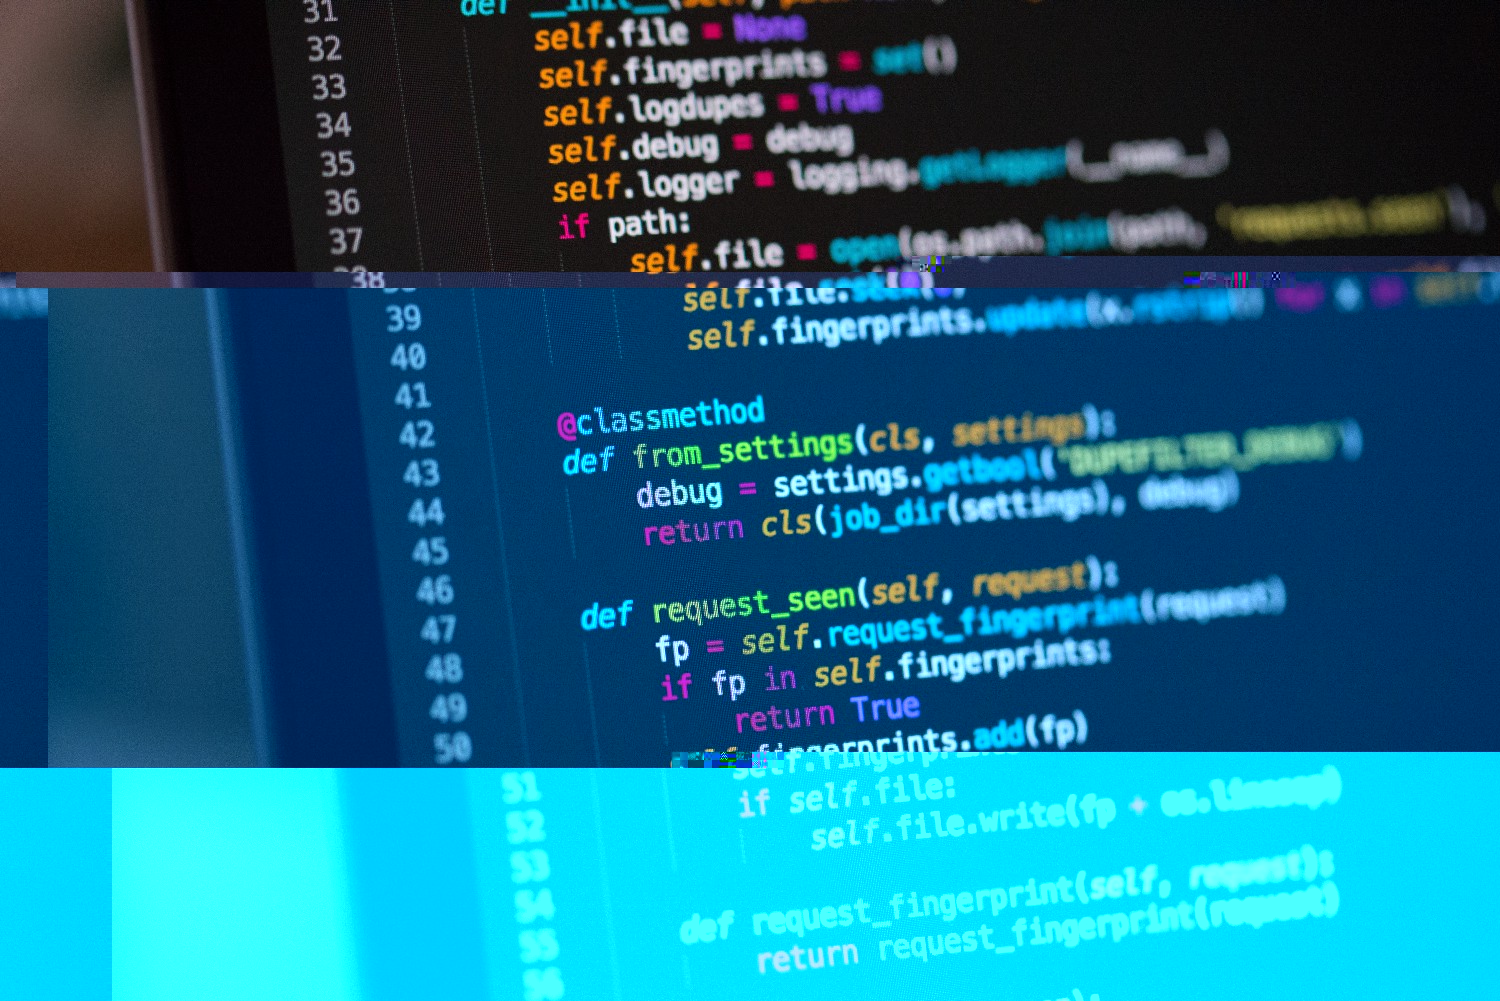 31 def __init__(self,
32 self.file = None
33 self.fingerprints = set()
34 self.logdupes = True
35 self.debug = debug
36 self.logger = logging.getLogger(__name__)
37 if path:
38 self.file = open(os.path.join(path, 'requests.seen'),
39 self.file.seek(0)
40 self.fingerprints.update(x.rstrip()
41
42 @classmethod
43 def from_settings(cls, settings):
44 debug = settings.getbool('DUPEFILTER_DEBUG')
45 return cls(job_dir(settings), debug)
46
47 def request_seen(self, request):
48 fp = self.request_fingerprint(request)
49 if fp in self.fingerprints:
50 return True
51 self.fingerprints.add(fp)
52 if self.file:
53 self.file.write(fp + os.linesep)
54
55 def request_fingerprint(self, request):
56 return request_fingerprint(request)